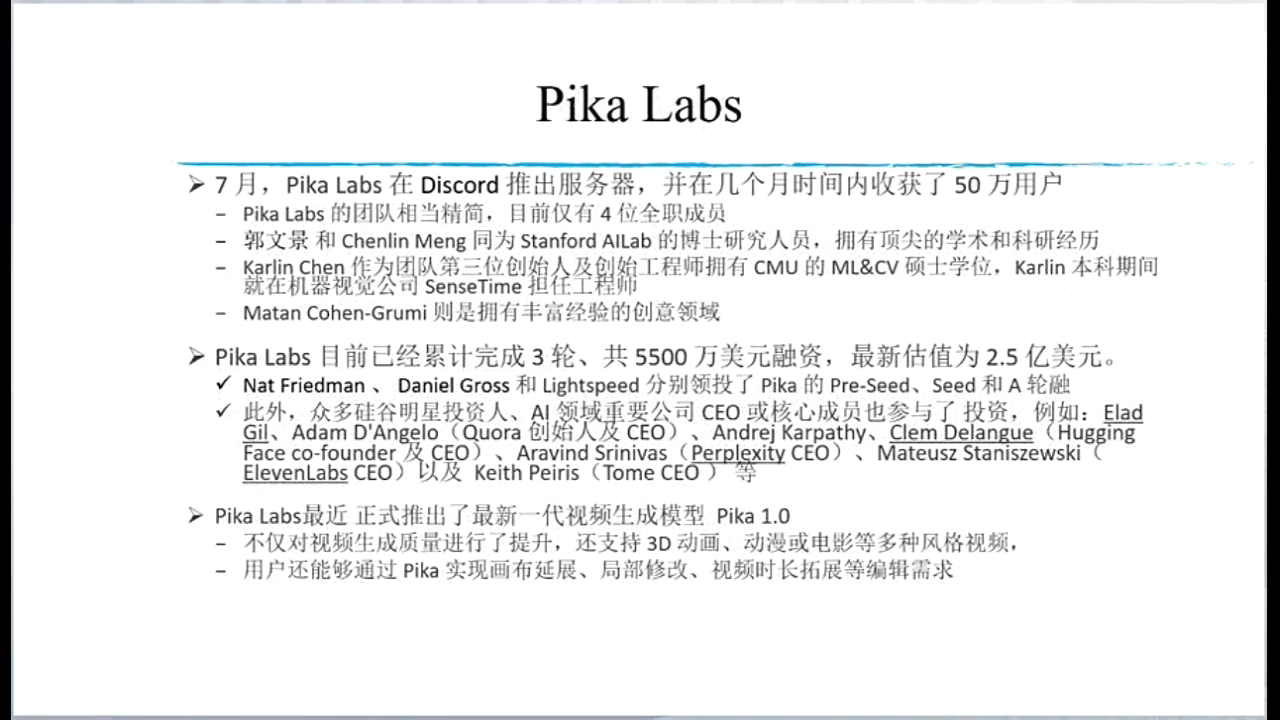 Pika Labs
➢ 7 月，Pika Labs 在 Discord 推出服务器，并在几个月时间内收获了 50 万用户
– Pika Labs 的团队相当精简，目前仅有 4 位全职成员
– 郭文景 和 Chenlin Meng 同为 Stanford AILab 的博士研究人员，拥有顶尖的学术和科研经历
– Karlin Chen 作为团队第三位创始人及创始工程师拥有 CMU 的 ML&CV 硕士学位，Karlin 本科期间
就在机器视觉公司 SenseTime 担任工程师
– Matan Cohen-Grumi 则是拥有丰富经验的创意领域
➢ Pika Labs 目前已经累计完成 3 轮、共 5500 万美元融资，最新估值为 2.5 亿美元。
✓ Nat Friedman 、 Daniel Gross 和 Lightspeed 分别领投了 Pika 的 Pre-Seed、Seed 和 A 轮融
✓ 此外，众多硅谷明星投资人、AI 领域重要公司 CEO 或核心成员也参与了 投资，例如：Elad
Gil、Adam D'Angelo（Quora 创始人及 CEO）、Andrej Karpathy、Clem Delangue（Hugging
Face co-founder 及 CEO）、Aravind Srinivas（Perplexity CEO）、Mateusz Staniszewski（
ElevenLabs CEO）以及 Keith Peiris（Tome CEO ） 等
➢ Pika Labs最近 正式推出了最新一代视频生成模型 Pika 1.0
– 不仅对视频生成质量进行了提升，还支持 3D 动画、动漫或电影等多种风格视频，
– 用户还能够通过 Pika 实现画布延展、局部修改、视频时长拓展等编辑需求